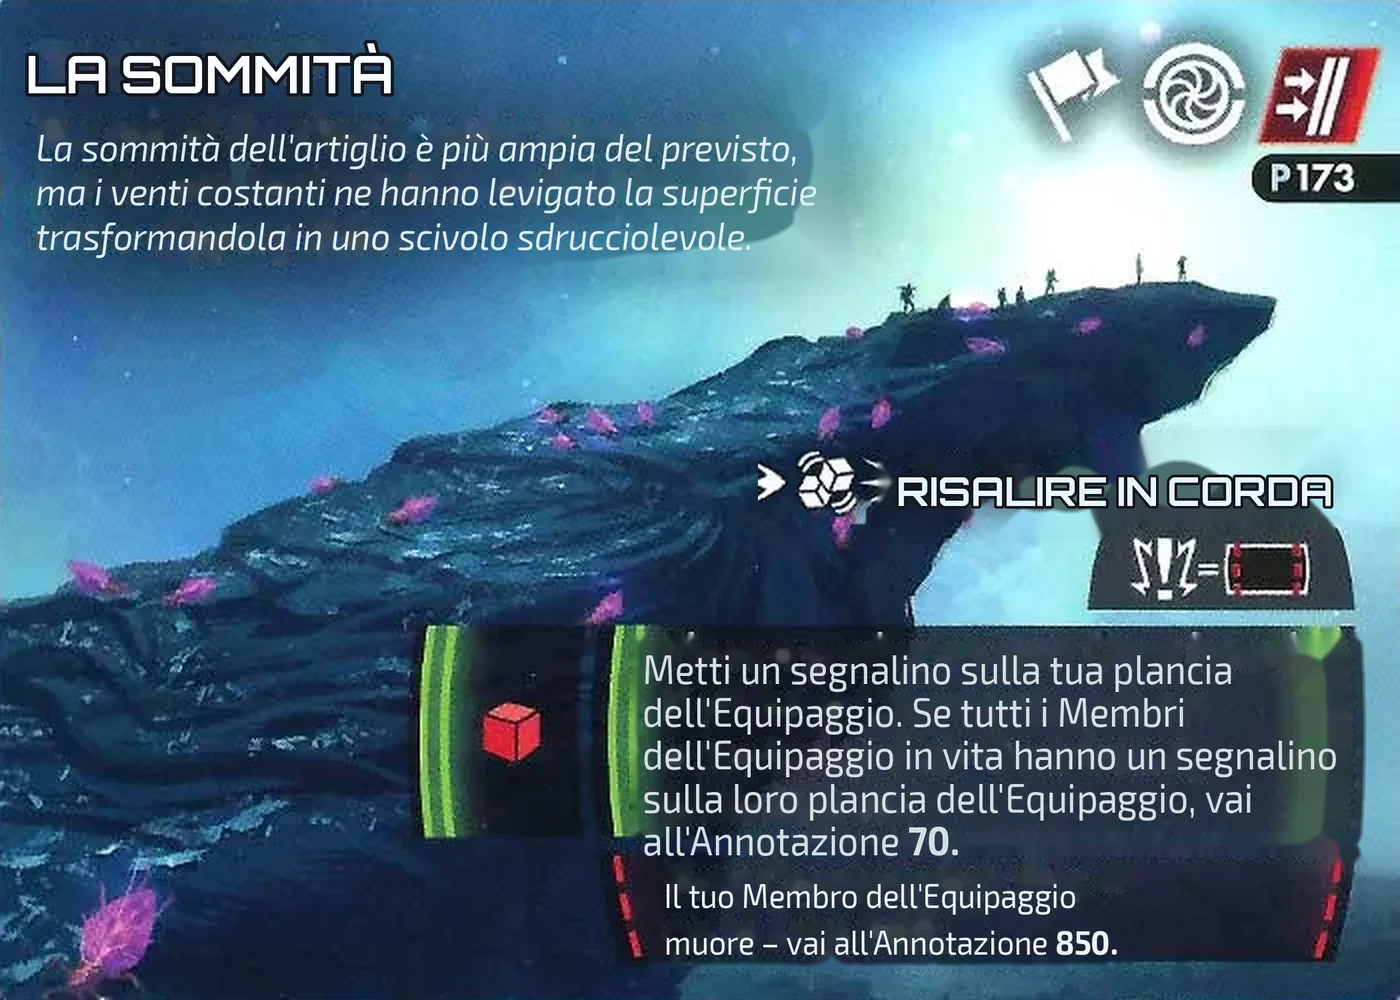 LA SOMMITÀ
La sommità dell'artiglio è più ampia del previsto,
ma i venti costanti ne hanno levigato la superficie
trasformandola in uno scivolo sdrucciolevole.
P173
RISALIRE IN CORDA
Metti un segnalino sulla tua plancia
dell'Equipaggio. Se tutti i Membri
dell'Equipaggio in vita hanno un segnalino
sulla loro plancia dell'Equipaggio, vai
all'Annotazione 70.
Il tuo Membro dell'Equipaggio
muore – vai all'Annotazione 850.